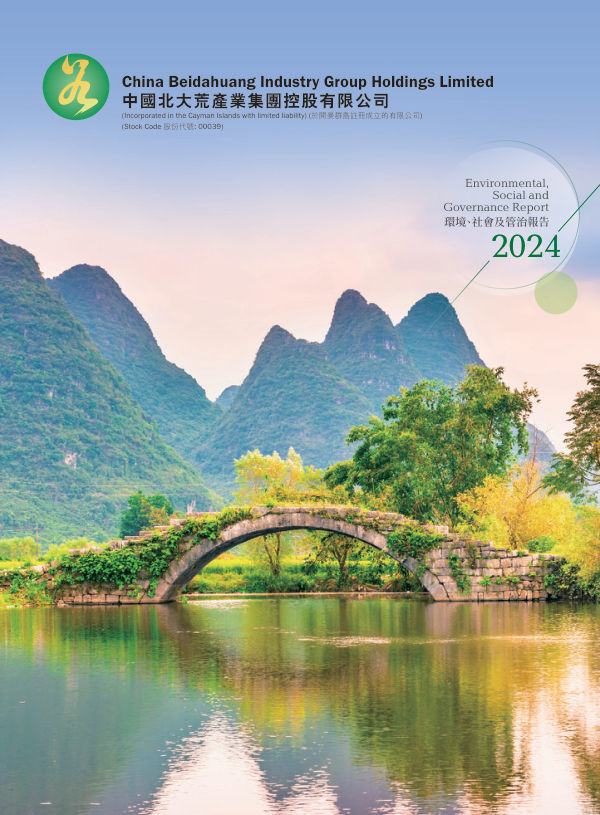 China Beidahuang Industry Group Holdings Limited
中國北大荒產業集團控股有限公司
(Incorporated in the Cayman Islands with limited liability) (於開曼群島註冊成立的有限公司)
(Stock Code 股份代號: 00039)
Environmental,
Social and
Governance Report
環境、社會及管治報告
2024